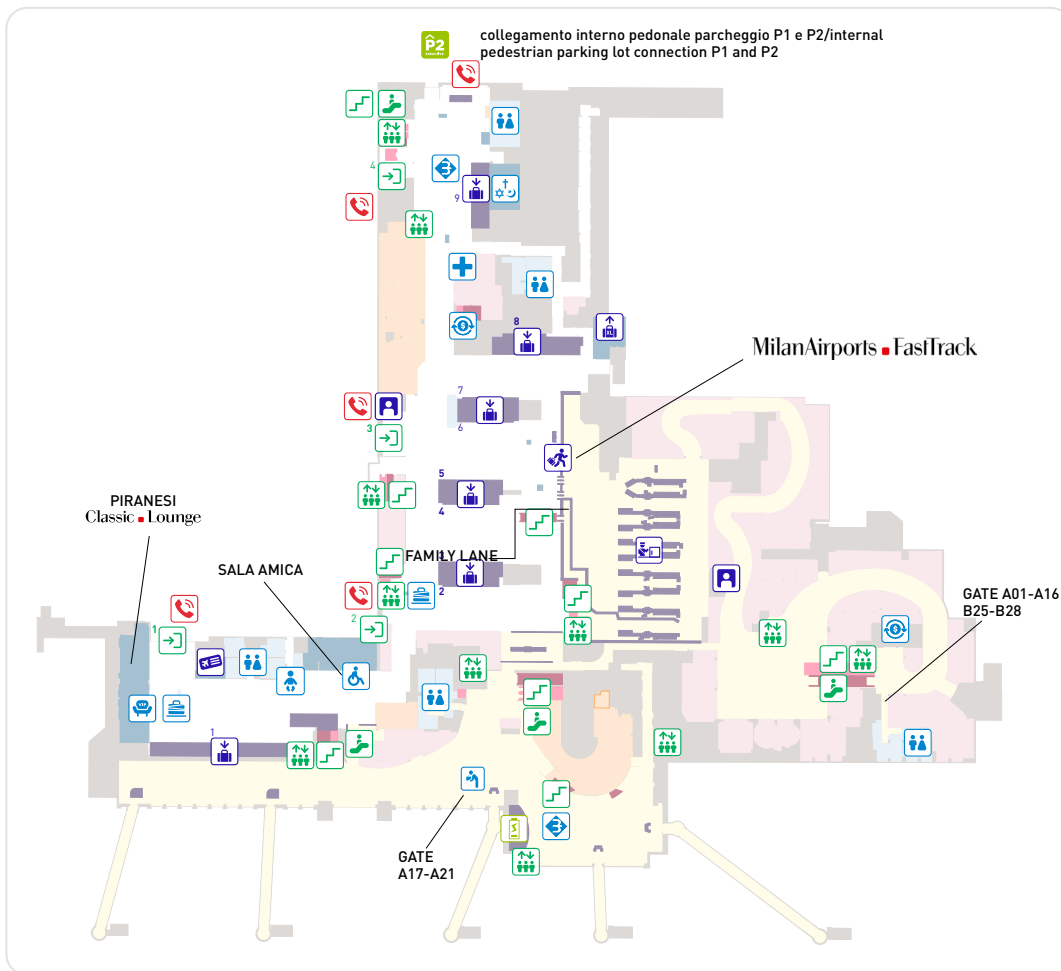 P2
collegamento interno pedonale parcheggio P1 e P2/internal
pedestrian parking lot connection P1 and P2
4
9
8
MilanAirports FastTrack
7
6
3
5
4
PIRANESI
Classic Lounge
FAMILY LANE
SALA AMICA
2
2
GATE A01-A16
B25-B28
1
VIP
1
GATE
A17-A21